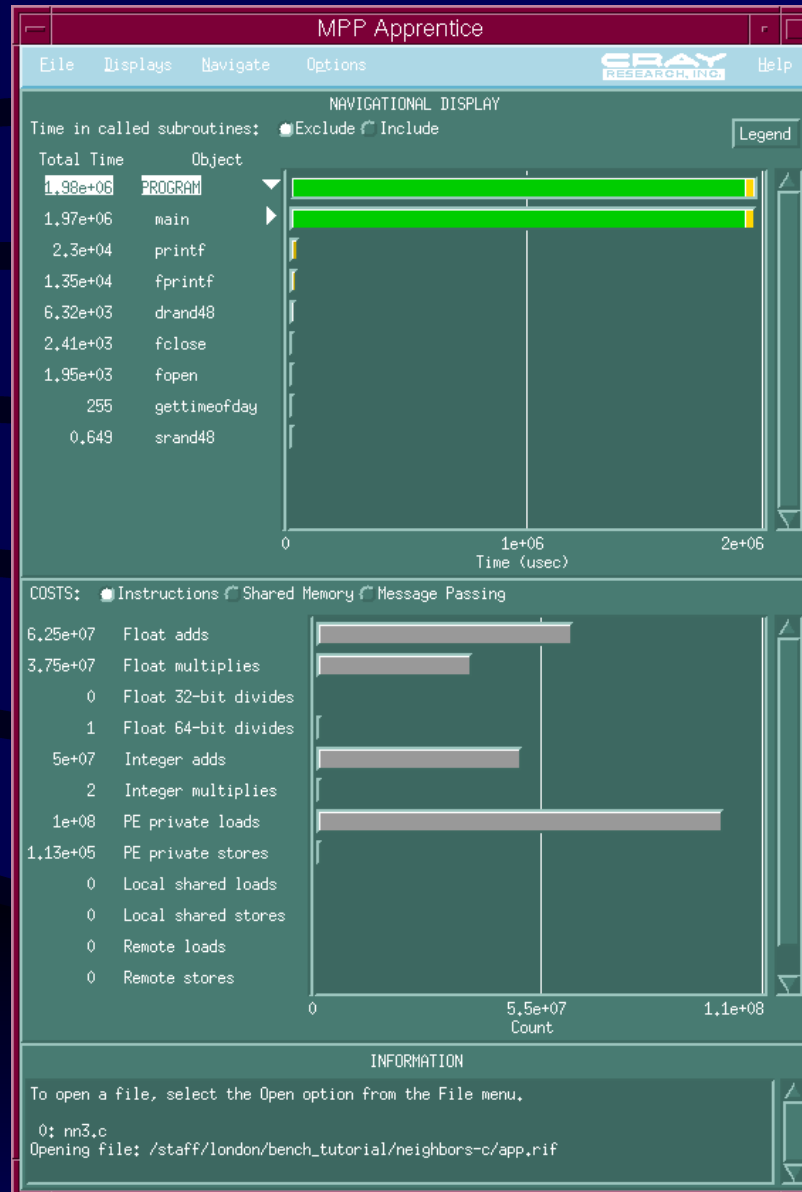 MPP Apprentice
File Displays Navigate Options CRAY RESEARCH, INC. Help
NAVIGATIONAL DISPLAY
Time in called subroutines: Exclude Include
Legend
Total Time Object
1.98e+06 PROGRAM
1.97e+06 main
2.3e+04 printf
1.35e+04 fprintf
6.32e+03 drand48
2.41e+03 fclose
1.95e+03 fopen
255 gettimeofday
0.649 srand48
0 1e+06 2e+06
Time (usec)
COSTS: Instructions Shared Memory Message Passing
6.25e+07 Float adds
3.75e+07 Float multiplies
0 Float 32-bit divides
1 Float 64-bit divides
5e+07 Integer adds
2 Integer multiplies
1e+08 PE private loads
1.13e+05 PE private stores
0 Local shared loads
0 Local shared stores
0 Remote loads
0 Remote stores
0 5.5e+07 1.1e+08
Count
INFORMATION
To open a file, select the Open option from the File menu.
0: nn3.c
Opening file: /staff/london/bench_tutorial/neighbors-c/app.rif